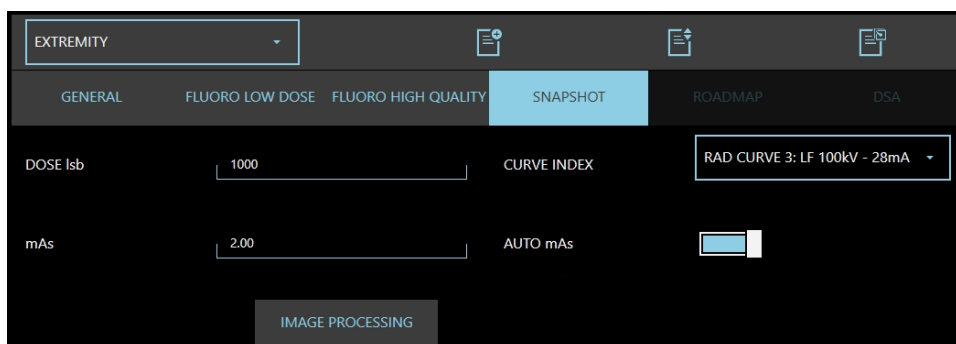 EXTREMITY
GENERAL FLUORO LOW DOSE FLUORO HIGH QUALITY SNAPSHOT ROADMAP DSA
DOSE lsb 1000 CURVE INDEX RAD CURVE 3: LF 100kV - 28mA
mAs 2.00 AUTO mAs
IMAGE PROCESSING